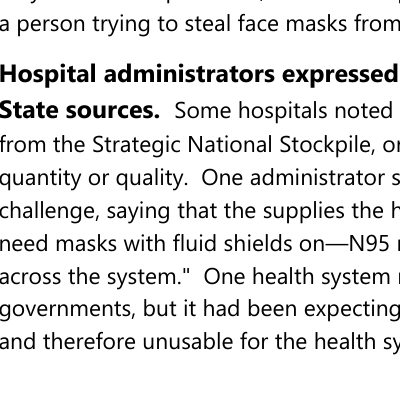 a person trying to steal face masks from
Hospital administrators expressed
State sources. Some hospitals noted
from the Strategic National Stockpile, or
quantity or quality. One administrator s
challenge, saying that the supplies the h
need masks with fluid shields on—N95
across the system." One health system
governments, but it had been expecting
and therefore unusable for the health sy